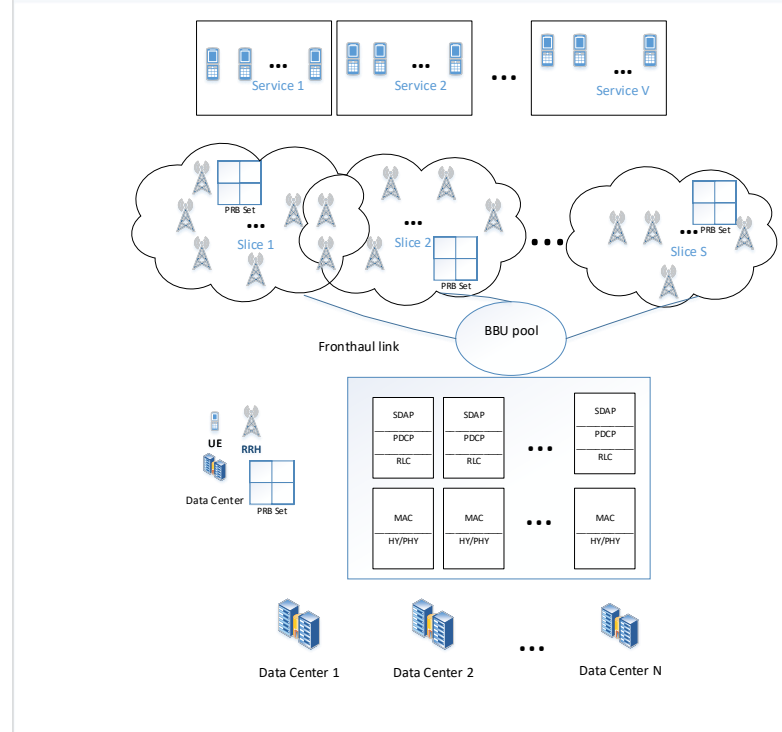 ...
Service 1
...
Service 2
...
...
Service V
PRB Set
...
Slice 1
...
Slice 2
PRB Set
...
PRB Set
...
Slice S
BBU pool
Fronthaul link
SDAP
PDCP
RLC
SDAP
PDCP
RLC
...
SDAP
PDCP
RLC
MAC
HY/PHY
MAC
HY/PHY
...
MAC
HY/PHY
UE
RRH
Data Center
PRB Set
Data Center 1
Data Center 2
...
Data Center N